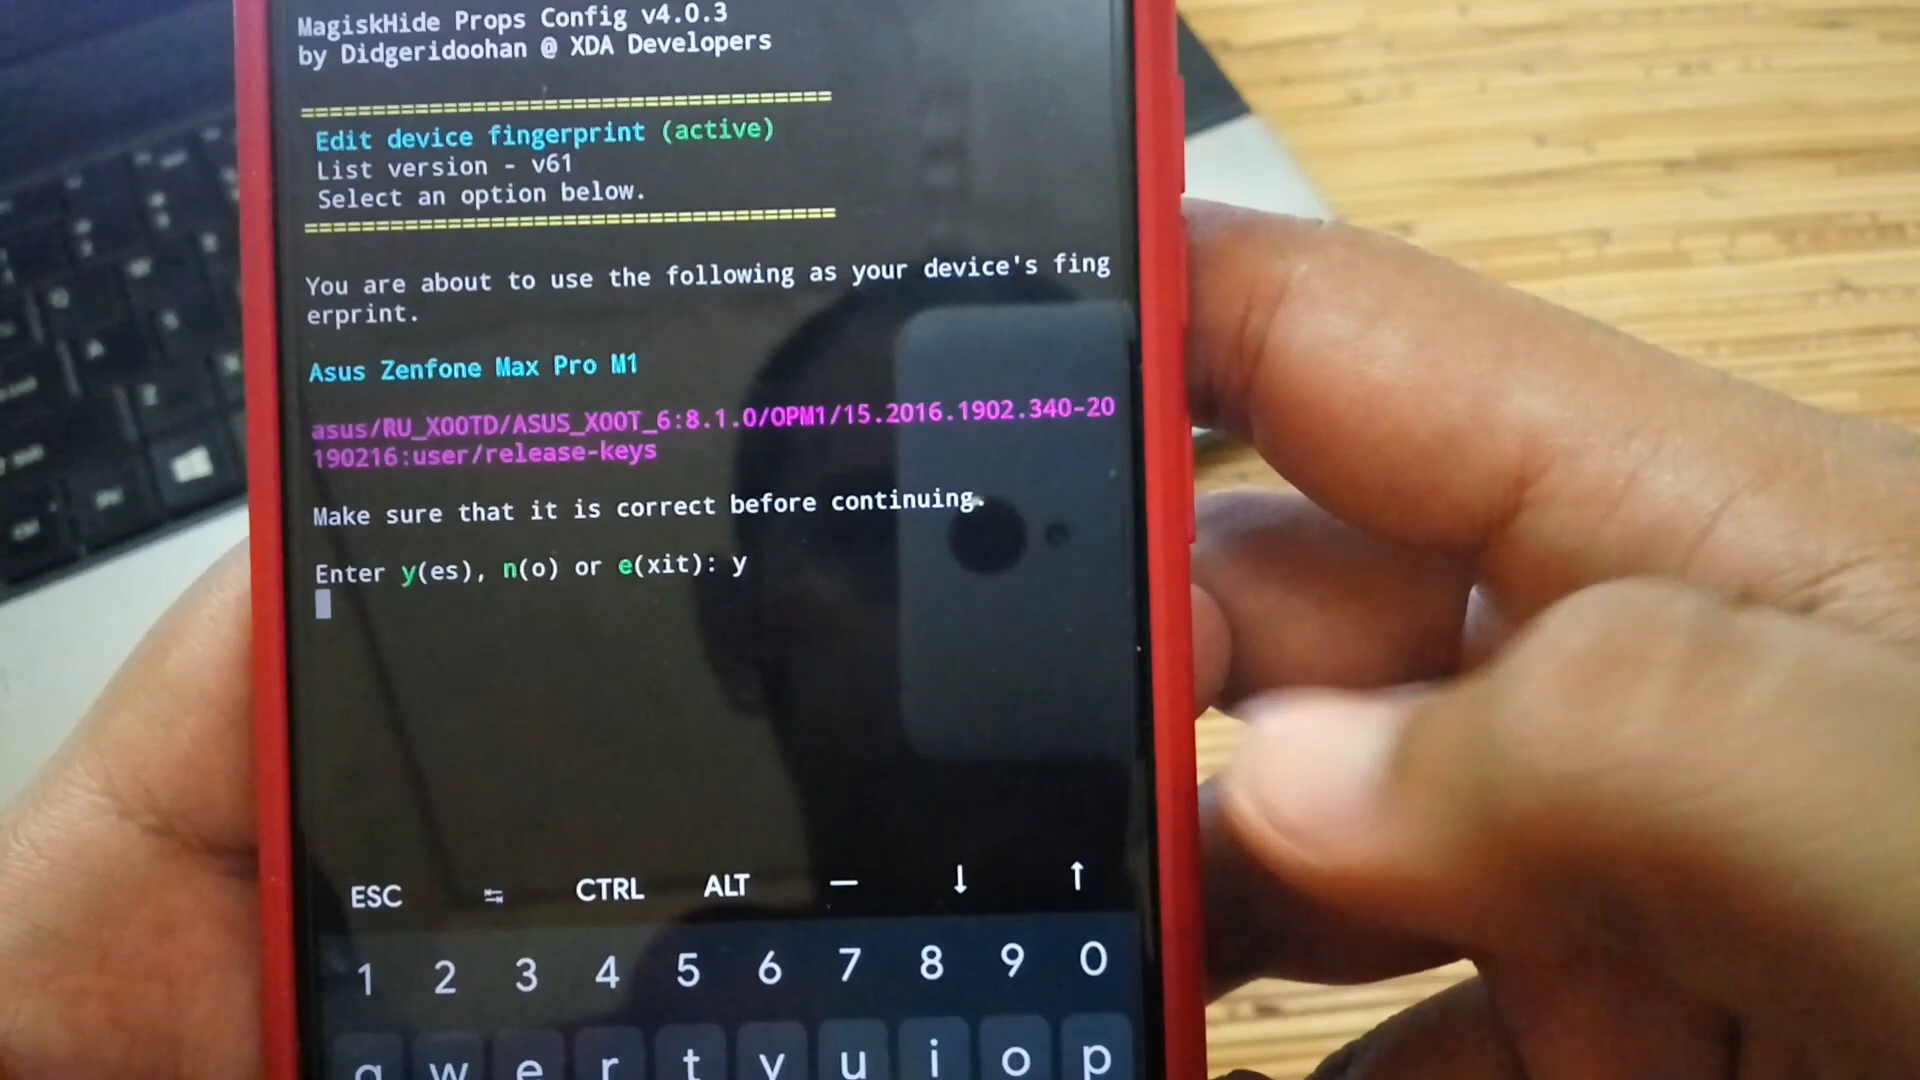 MagiskHide Props Config v4.0.3
by Didgeridoohan @ XDA Developers
=====================================
Edit device fingerprint (active)
List version - v61
Select an option below.
=====================================
You are about to use the following as your device's fing
erprint.
Asus Zenfone Max Pro M1
asus/RU_X00TD/ASUS_X00T_6:8.1.0/OPM1/15.2016.1902.340-20
190216:user/release-keys
Make sure that it is correct before continuing.
Enter y(es), n(o) or e(xit): y
ESC CTRL ALT — ↓ ↑
1 2 3 4 5 6 7 8 9 0
q w e r t y u i o p